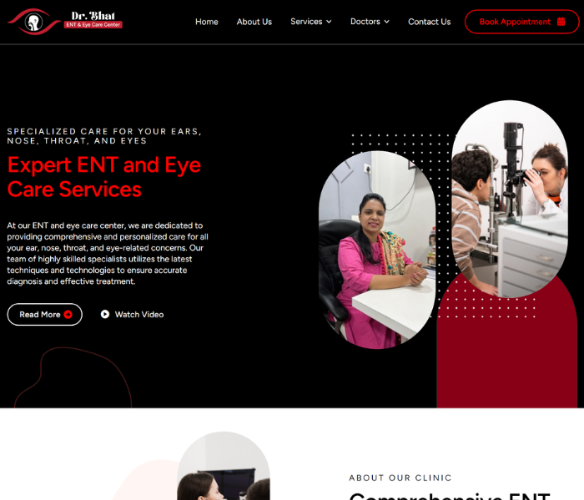 Dr. Bhat
ENT & Eye Care Center
Home
About Us
Services
Doctors
Contact Us
Book Appointment
SPECIALIZED CARE FOR YOUR EARS,
NOSE, THROAT, AND EYES
Expert ENT and Eye
Care Services
At our ENT and eye care center, we are dedicated to
providing comprehensive and personalized care for all
your ear, nose, throat, and eye-related concerns. Our
team of highly skilled specialists utilizes the latest
techniques and technologies to ensure accurate
diagnosis and effective treatment.
Read More
Watch Video
ABOUT OUR CLINIC
Comprehensive ENT